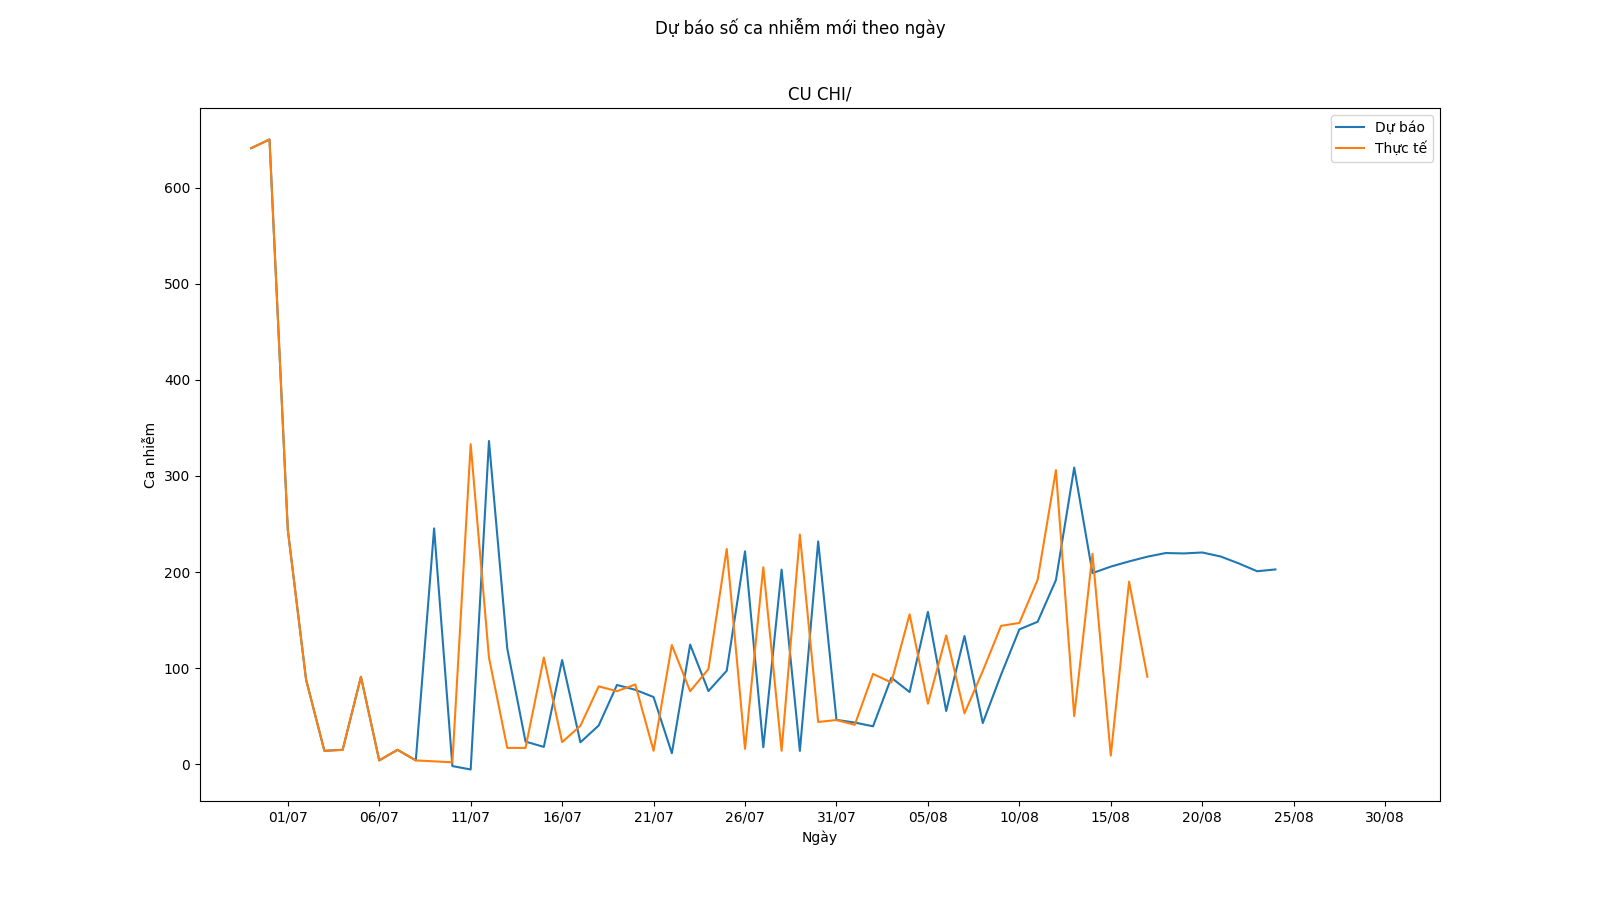 Dự báo số ca nhiễm mới theo ngày
CU CHI/
Dự báo
Thực tế
600
500
400
300
200
100
0
Ca nhiễm
01/07 06/07 11/07 16/07 21/07 26/07 31/07 05/08 10/08 15/08 20/08 25/08 30/08
Ngày